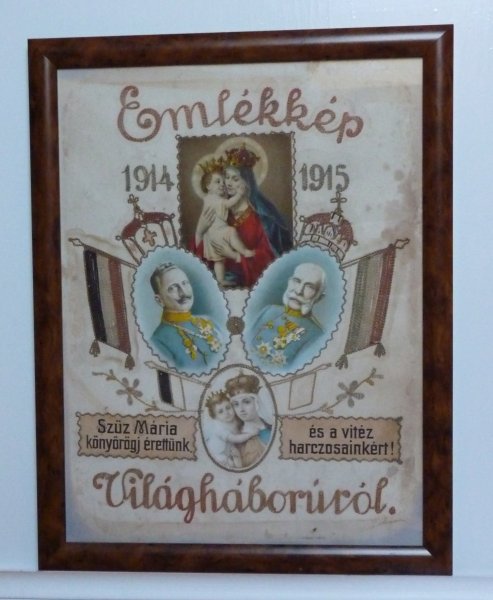 Emlékkép
1914 1915
Szűz Mária
könyörögj érettünk
és a vitéz
harczosainkért!
Világháborúról.